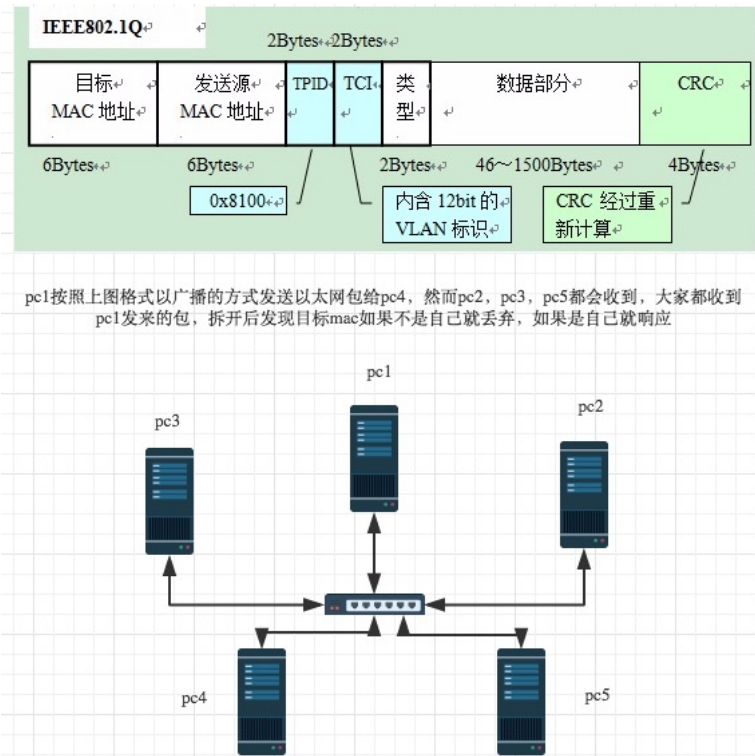 IEEE802.1Q
2Bytes 2Bytes
目标 发送源 TPID TCI 类 数据部分 CRC
MAC 地址 MAC 地址 型
6Bytes 6Bytes 2Bytes 46～1500Bytes 4Bytes
0x8100 内含 12bit 的 CRC 经过重
VLAN 标识 新计算
pc1按照上图格式以广播的方式发送以太网包给pc4，然而pc2，pc3，pc5都会收到，大家都收到
pc1发来的包，拆开后发现目标mac如果不是自己就丢弃，如果是自己就响应
pc1
pc3
pc2
pc4
pc5